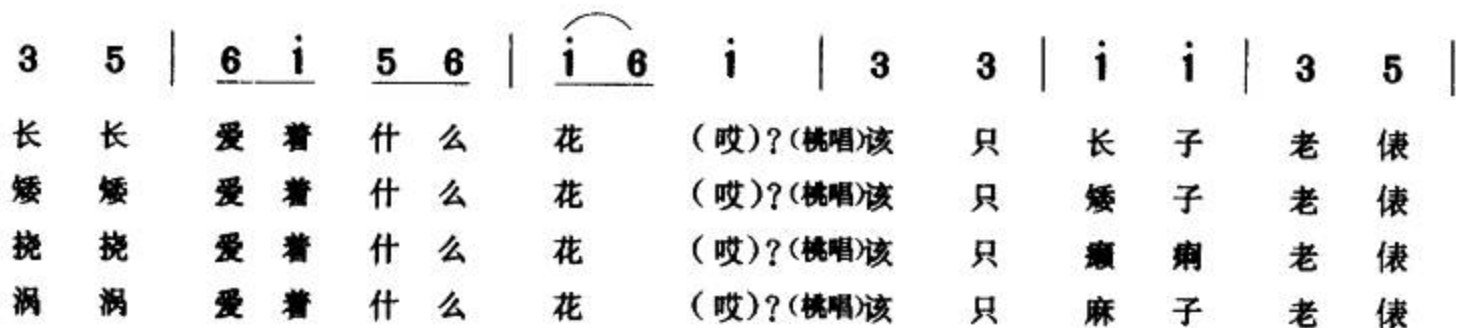 3 5 | 6 i̇ 5 6 | i̇ 6 i̇ | 3 3 | i̇ i̇ | 3 5 |
长 长 爱 着 什 么 花 (哎)?(桃唱)该 只 长 子 老 俵
矮 矮 爱 着 什 么 花 (哎)?(桃唱)该 只 矮 子 老 俵
挠 挠 爱 着 什 么 花 (哎)?(桃唱)该 只 癞 痢 老 俵
涡 涡 爱 着 什 么 花 (哎)?(桃唱)该 只 麻 子 老 俵